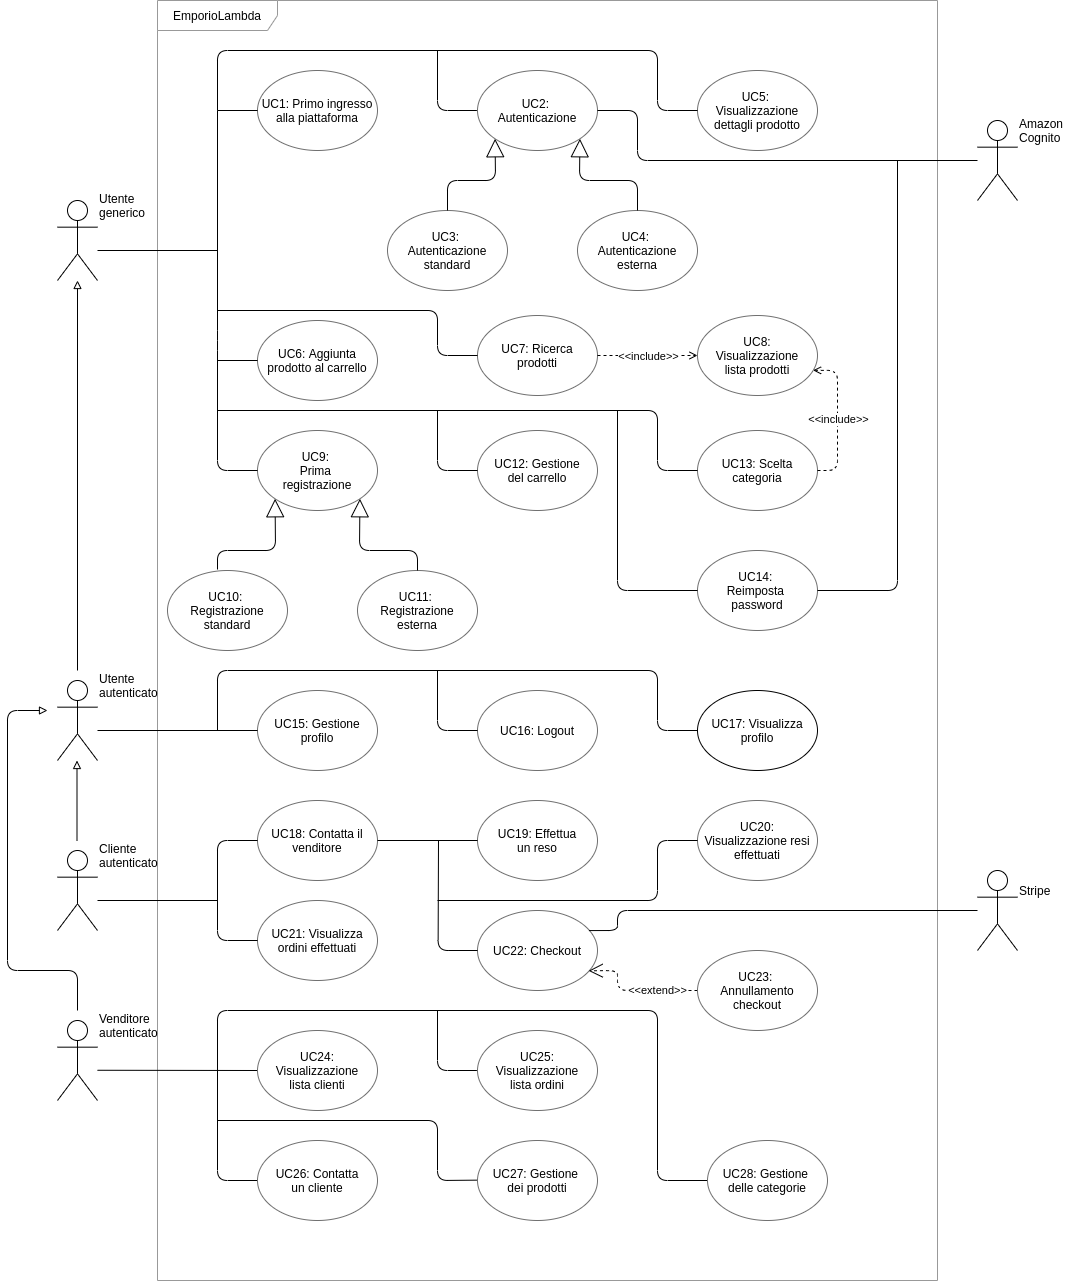 EmporioLambda
UC1: Primo ingresso
alla piattaforma
UC2:
Autenticazione
UC5:
Visualizzazione
dettagli prodotto
Amazon
Cognito
Utente
generico
UC3:
Autenticazione
standard
UC4:
Autenticazione
esterna
UC6: Aggiunta
prodotto al carrello
UC7: Ricerca
prodotti
<<include>>
UC8:
Visualizzazione
lista prodotti
<<include>>
UC9:
Prima
registrazione
UC12: Gestione
del carrello
UC13: Scelta
categoria
UC10:
Registrazione
standard
UC11:
Registrazione
esterna
UC14:
Reimposta
password
Utente
autenticato
UC15: Gestione
profilo
UC16: Logout
UC17: Visualizza
profilo
Cliente
autenticato
UC18: Contatta il
venditore
UC19: Effettua
un reso
UC20:
Visualizzazione resi
effettuati
Stripe
UC21: Visualizza
ordini effettuati
UC22: Checkout
<<extend>>
UC23:
Annullamento
checkout
Venditore
autenticato
UC24:
Visualizzazione
lista clienti
UC25:
Visualizzazione
lista ordini
UC26: Contatta
un cliente
UC27: Gestione
dei prodotti
UC28: Gestione
delle categorie